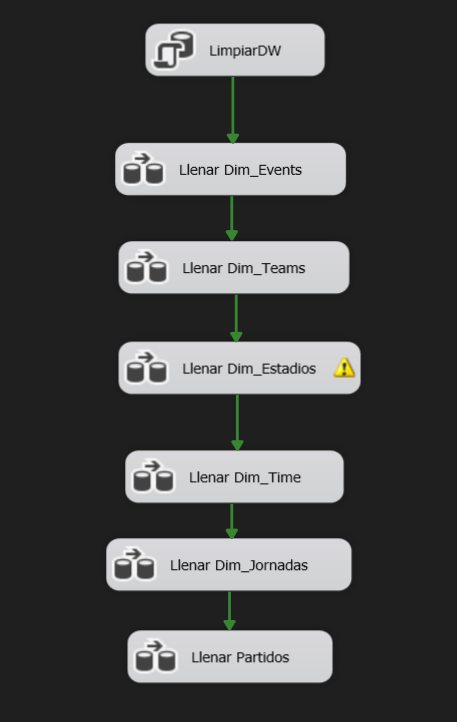 LimpiarDW
Llenar Dim_Events
Llenar Dim_Teams
Llenar Dim_Estadios
Llenar Dim_Time
Llenar Dim_Jornadas
Llenar Partidos